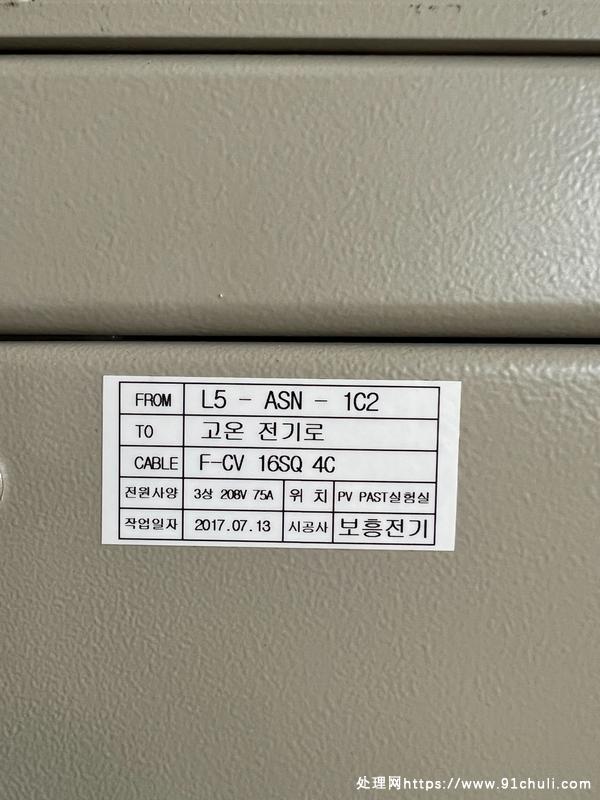 FROM L5 - ASN - 1C2
TO 고온 전기로
CABLE F-CV 16SQ 4C
전원사양 3상 208V 75A 위 치 PV PAST실험실
작업일자 2017.07.13 시공사 보흥전기
处理网https://www.91chuli.com/